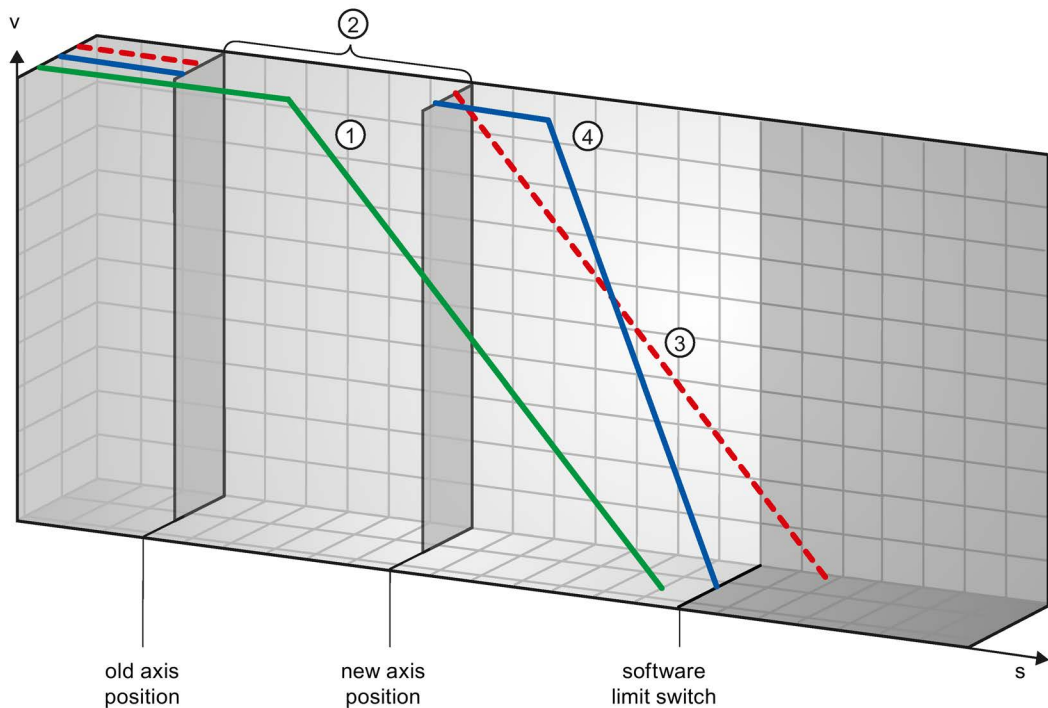 v
②
①
④
③
old axis
position
new axis
position
software
limit switch
s